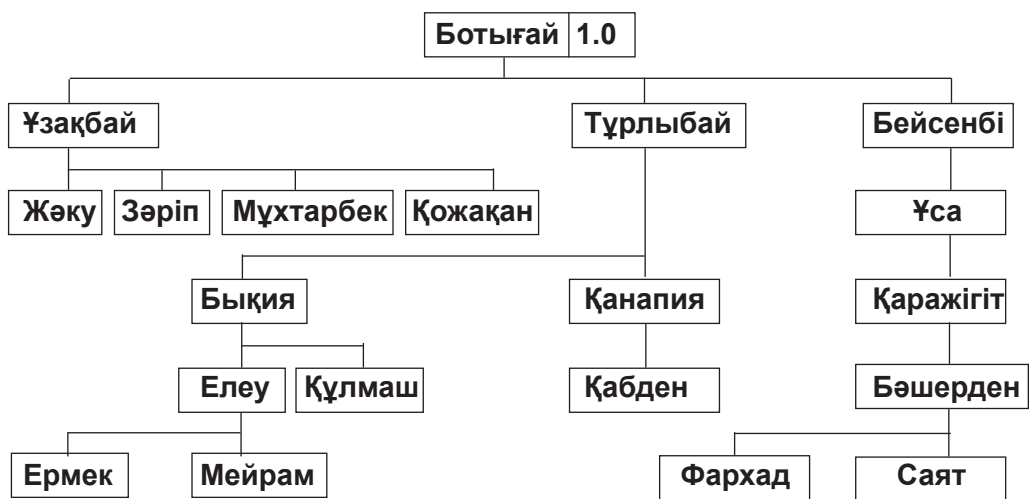 Ботығай 1.0
Ұзақбай Тұрлыбай Бейсенбі
Жәку Зәріп Мұхтарбек Қожақан Ұса
Бықия Қанапия Қаражігіт
Елеу Құлмаш Қабден Бәшерден
Ермек Мейрам Фархад Саят